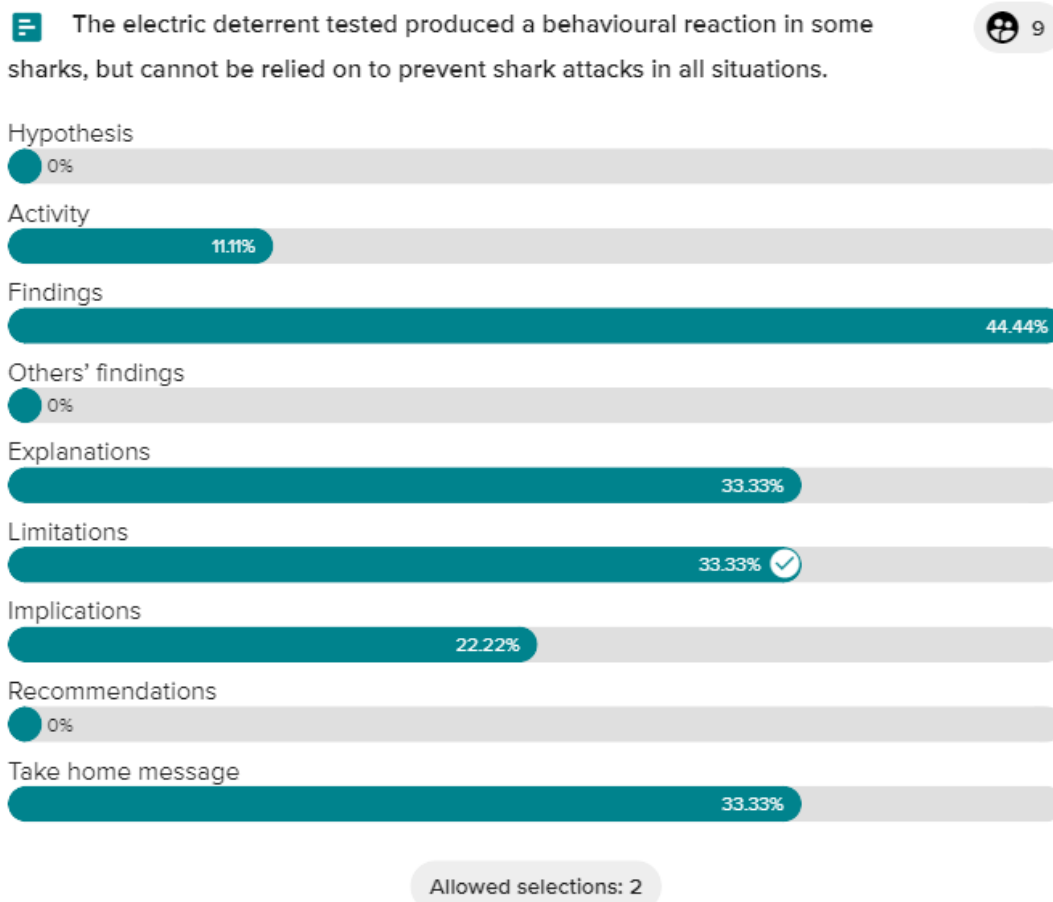 The electric deterrent tested produced a behavioural reaction in some
9
sharks, but cannot be relied on to prevent shark attacks in all situations.
Hypothesis
0%
Activity
11.11%
Findings
44.44%
Others’ findings
0%
Explanations
33.33%
Limitations
33.33%
Implications
22.22%
Recommendations
0%
Take home message
33.33%
Allowed selections: 2